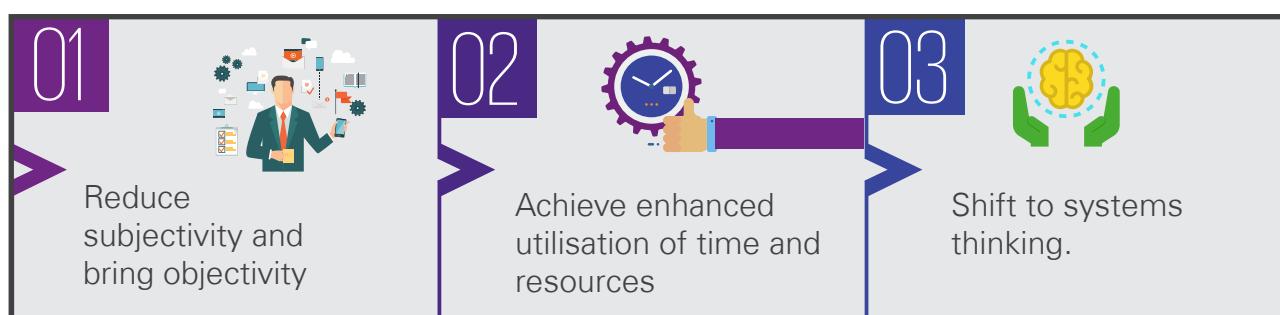 01
Reduce
subjectivity and
bring objectivity
02
Achieve enhanced
utilisation of time and
resources
03
Shift to systems
thinking.